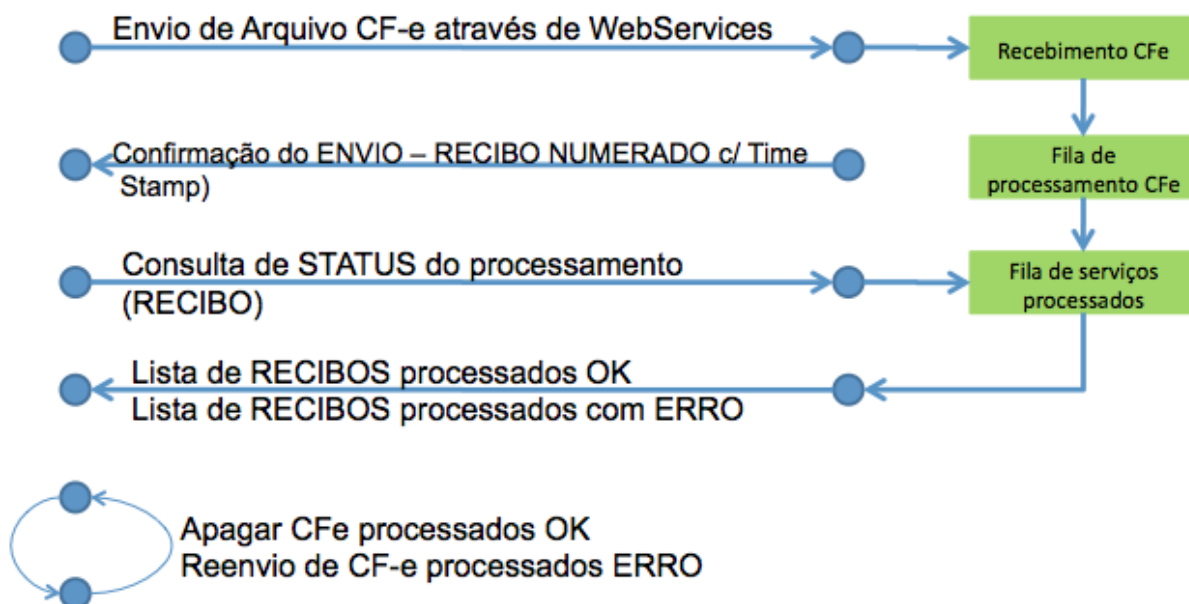 Envio de Arquivo CF-e através de WebServices
Recebimento CFe
Confirmação do ENVIO – RECIBO NUMERADO c/ Time
Stamp)
Fila de
processamento CFe
Consulta de STATUS do processamento
(RECIBO)
Fila de serviços
processados
Lista de RECIBOS processados OK
Lista de RECIBOS processados com ERRO
Apagar CFe processados OK
Reenvio de CF-e processados ERRO